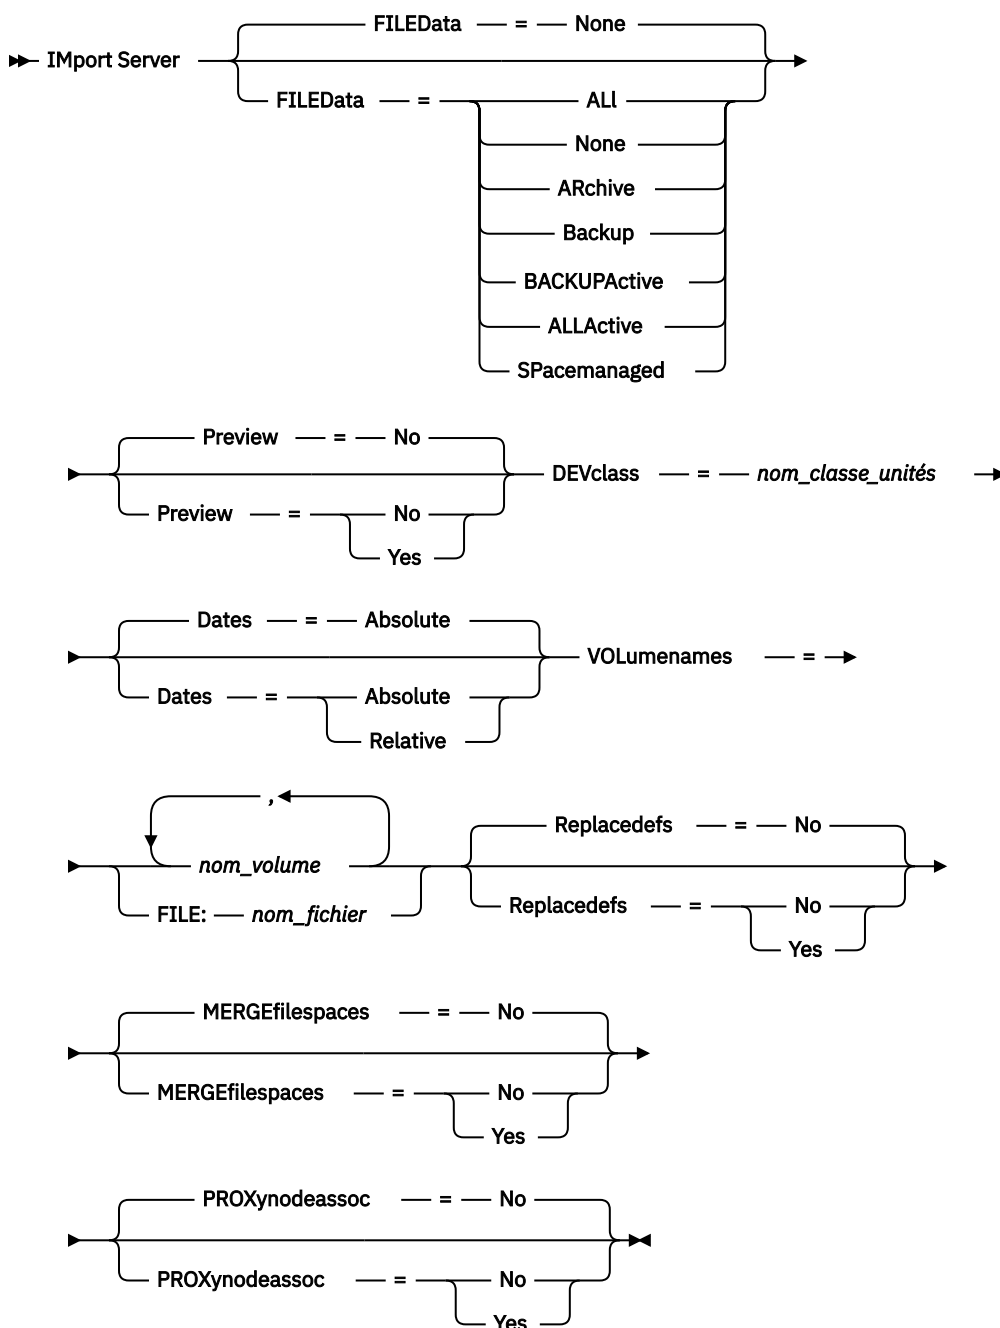 FILEData = None
IMport Server
FILEData = ALl
None
ARchive
Backup
BACKUPActive
ALLActive
SPacemanaged
Preview = No
DEVclass = nom_classe_unités
Preview = No
Yes
Dates = Absolute
VOLumenames =
Dates = Absolute
Relative
,
nom_volume
FILE: nom_fichier
Replacedefs = No
Replacedefs = No
Yes
MERGEfilespaces = No
MERGEfilespaces = No
Yes
PROXynodeassoc = No
PROXynodeassoc = No
Yes